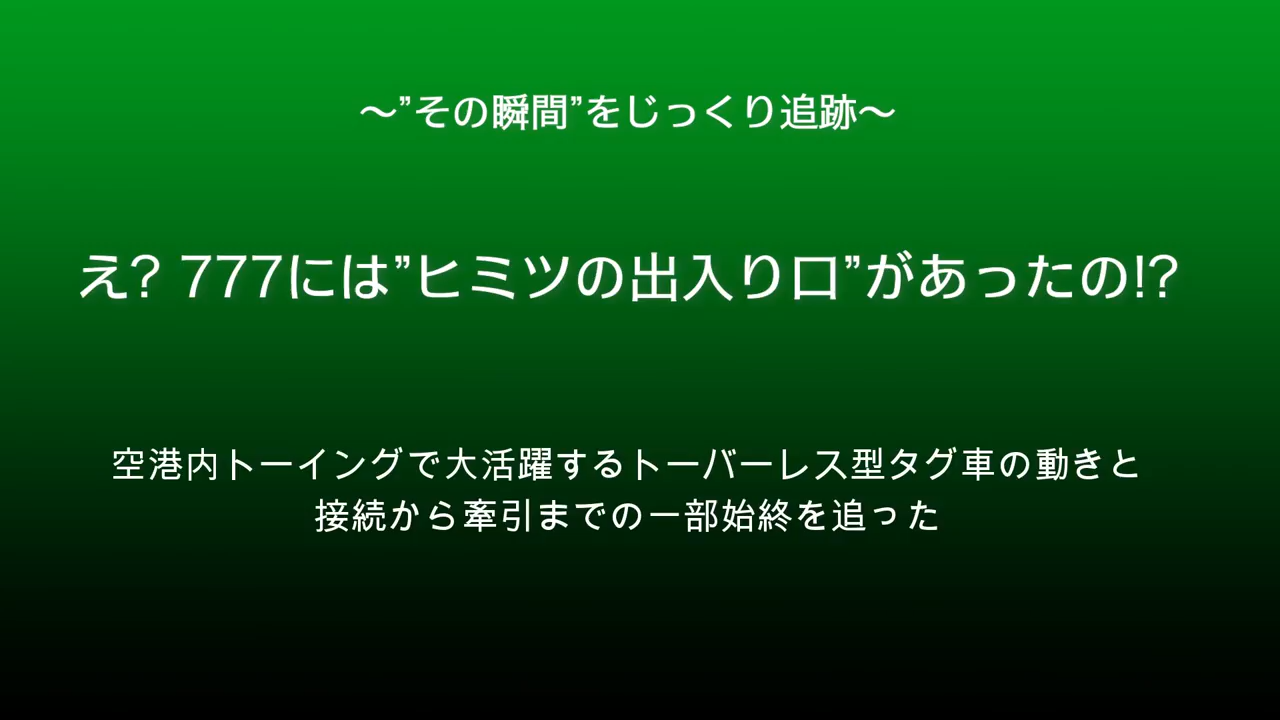 〜”その瞬間”をじっくり追跡〜
え? 777には”ヒミツの出入り口”があったの!?
空港内トーイングで大活躍するトーバーレス型タグ車の動きと
接続から牽引までの一部始終を追った